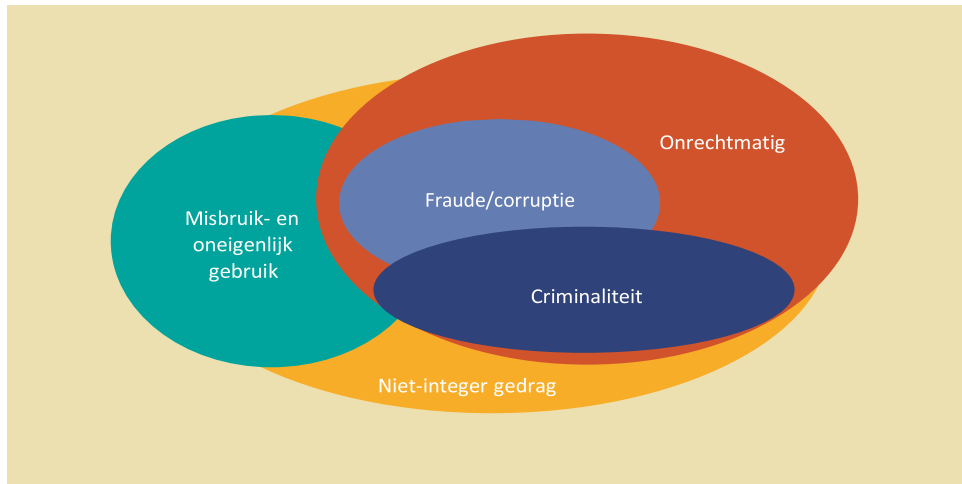 Onrechtmatig
Fraude/corruptie
Misbruik- en
oneigenlijk
gebruik
Criminaliteit
Niet-integer gedrag